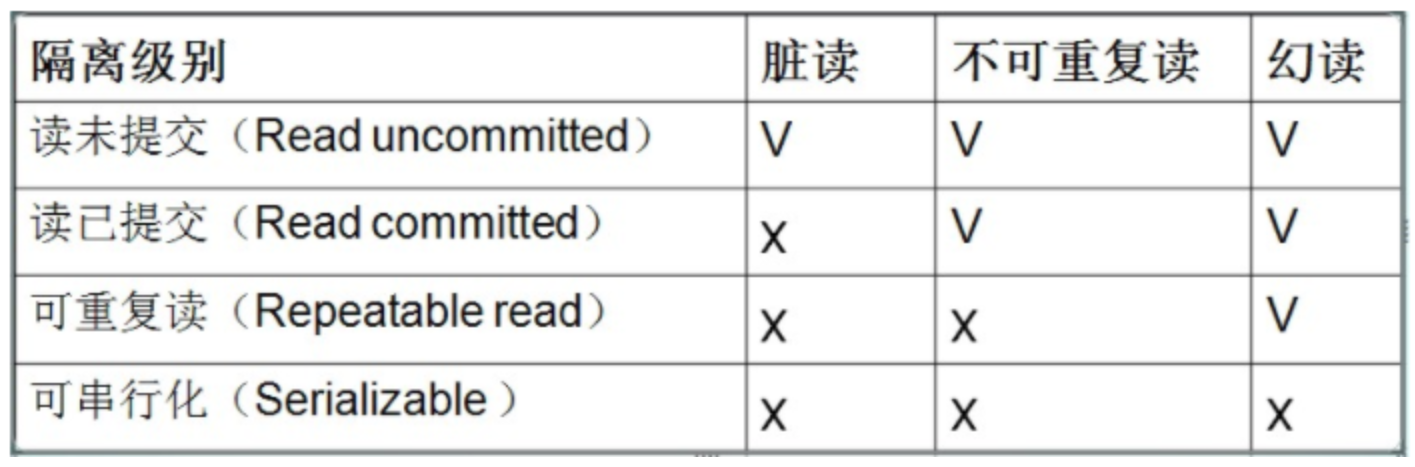 隔离级别 脏读 不可重复读 幻读
读未提交（Read uncommitted） V V V
读已提交（Read committed） x V V
可重复读（Repeatable read） x x V
可串行化（Serializable ） x x x